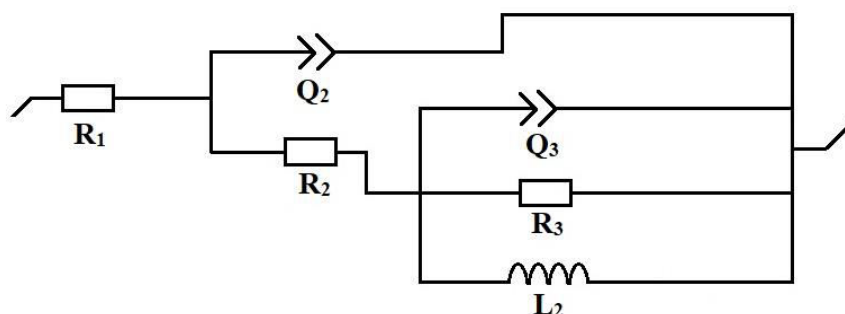 Q₂
R₁
Q₃
R₂
R₃
L₂